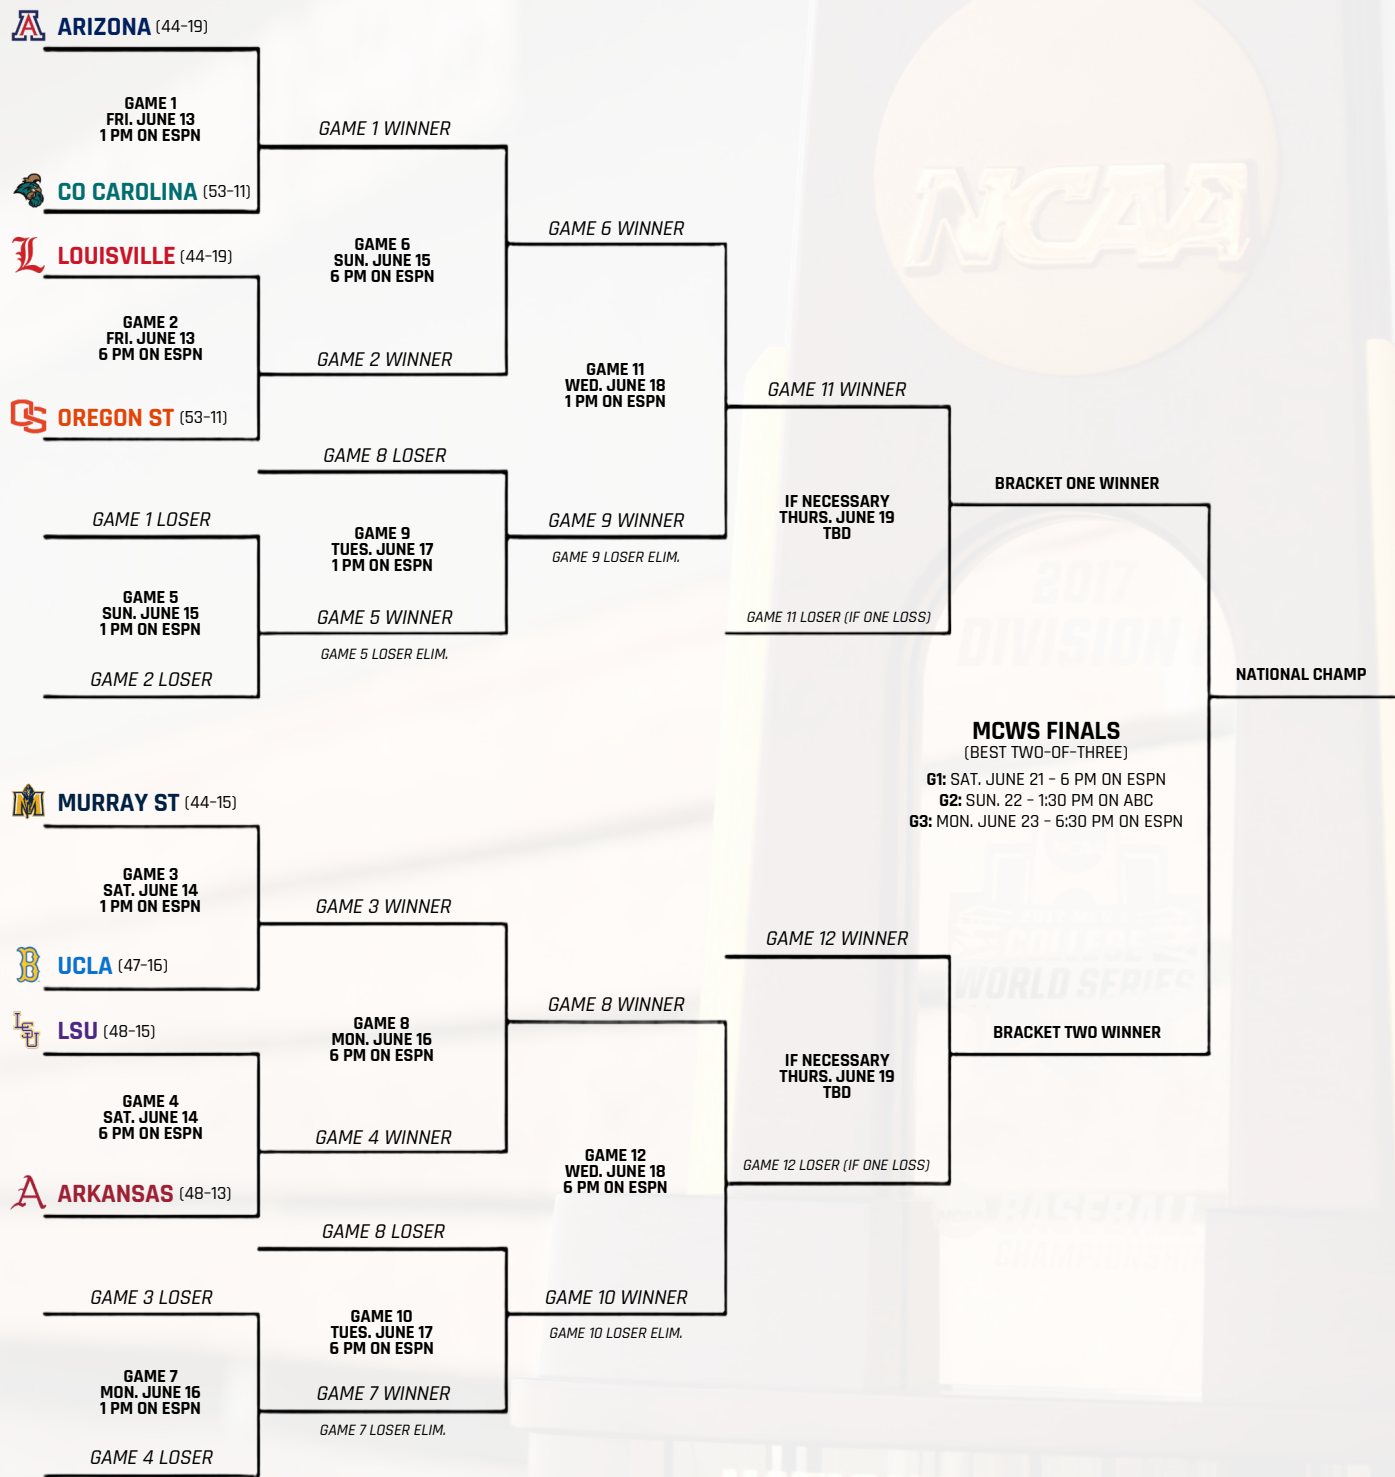 ARIZONA (44-19)
GAME 1
FRI. JUNE 13
1 PM ON ESPN
CO CAROLINA (53-11)
GAME 1 WINNER
LOUISVILLE (44-19)
GAME 2
FRI. JUNE 13
6 PM ON ESPN
OREGON ST (53-11)
GAME 6
SUN. JUNE 15
6 PM ON ESPN
GAME 2 WINNER
GAME 6 WINNER
GAME 8 LOSER
GAME 1 LOSER
GAME 5
SUN. JUNE 15
1 PM ON ESPN
GAME 2 LOSER
GAME 9
TUES. JUNE 17
1 PM ON ESPN
GAME 5 WINNER
GAME 5 LOSER ELIM.
GAME 11
WED. JUNE 18
1 PM ON ESPN
GAME 9 WINNER
GAME 9 LOSER ELIM.
GAME 11 WINNER
IF NECESSARY
THURS. JUNE 19
TBD
GAME 11 LOSER (IF ONE LOSS)
BRACKET ONE WINNER
NATIONAL CHAMP
MCWS FINALS
(BEST TWO-OF-THREE)
G1: SAT. JUNE 21 - 6 PM ON ESPN
G2: SUN. 22 - 1:30 PM ON ABC
G3: MON. JUNE 23 - 6:30 PM ON ESPN
MURRAY ST (44-15)
GAME 3
SAT. JUNE 14
1 PM ON ESPN
UCLA (47-16)
GAME 3 WINNER
LSU (48-15)
GAME 4
SAT. JUNE 14
6 PM ON ESPN
ARKANSAS (48-13)
GAME 8
MON. JUNE 16
6 PM ON ESPN
GAME 4 WINNER
GAME 8 WINNER
GAME 8 LOSER
GAME 3 LOSER
GAME 7
MON. JUNE 16
1 PM ON ESPN
GAME 4 LOSER
GAME 10
TUES. JUNE 17
6 PM ON ESPN
GAME 7 WINNER
GAME 7 LOSER ELIM.
GAME 12
WED. JUNE 18
6 PM ON ESPN
GAME 10 WINNER
GAME 10 LOSER ELIM.
GAME 12 WINNER
IF NECESSARY
THURS. JUNE 19
TBD
GAME 12 LOSER (IF ONE LOSS)
BRACKET TWO WINNER
NCAA
2017
DIVISION
COLLEGE
WORLD SERIES
BASEBALL
CHAMPIONSHIP